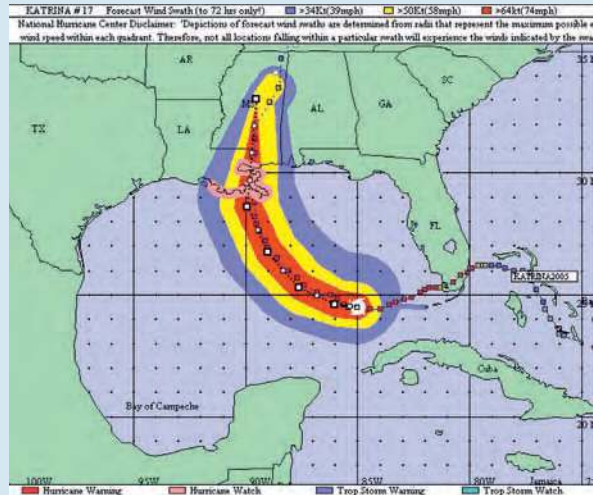 KATRINA # 17 Forecast Wind Swath (to 72 hrs only!) >34Kt(39mph) >50Kt(58mph) >64kt(74mph)
National Hurricane Center Disclaimer: 'Depictions of forecast wind swaths are determined from radii that represent the maximum possible e
wind speed within each quadrant. Therefore, not all locations falling within a particular swath will experience the winds indicated by the swa
AR
SC
MS AL GA
TX LA
30
FL
KATRINA2005
25
Cuba
Bay of Campeche
20
100W 95W 90W 85W 80W Jamaica
Hurricane Warning Hurricane Watch Trop Storm Warning Trop Storm Watch